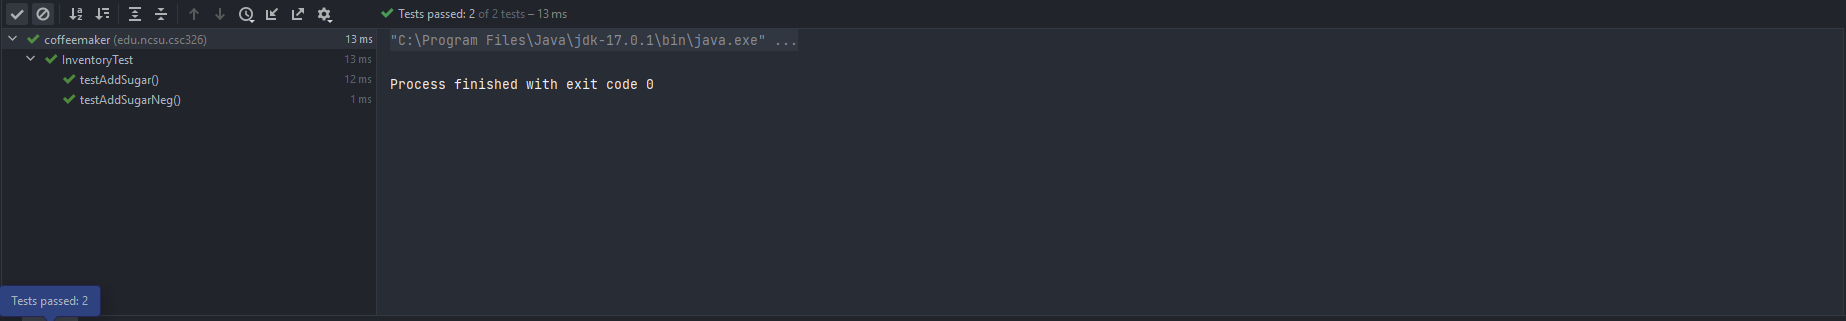 Tests passed: 2 of 2 tests – 13 ms
coffeemaker (edu.ncsu.csc326) 13 ms
InventoryTest 13 ms
testAddSugar() 12 ms
testAddSugarNeg() 1 ms
"C:\Program Files\Java\jdk-17.0.1\bin\java.exe" ...
Process finished with exit code 0
Tests passed: 2